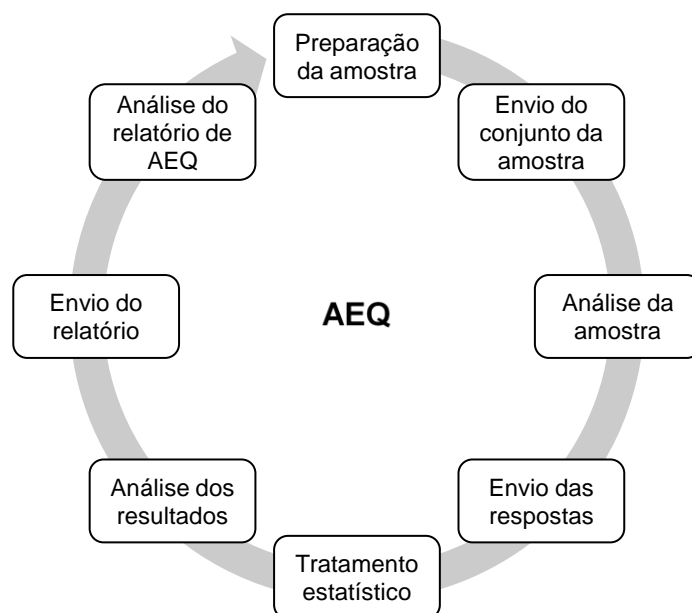 Preparação
da amostra
Envio do
conjunto da
amostra
Análise da
amostra
Envio das
respostas
Tratamento
estatístico
Análise dos
resultados
Envio do
relatório
Análise do
relatório de
AEQ
AEQ